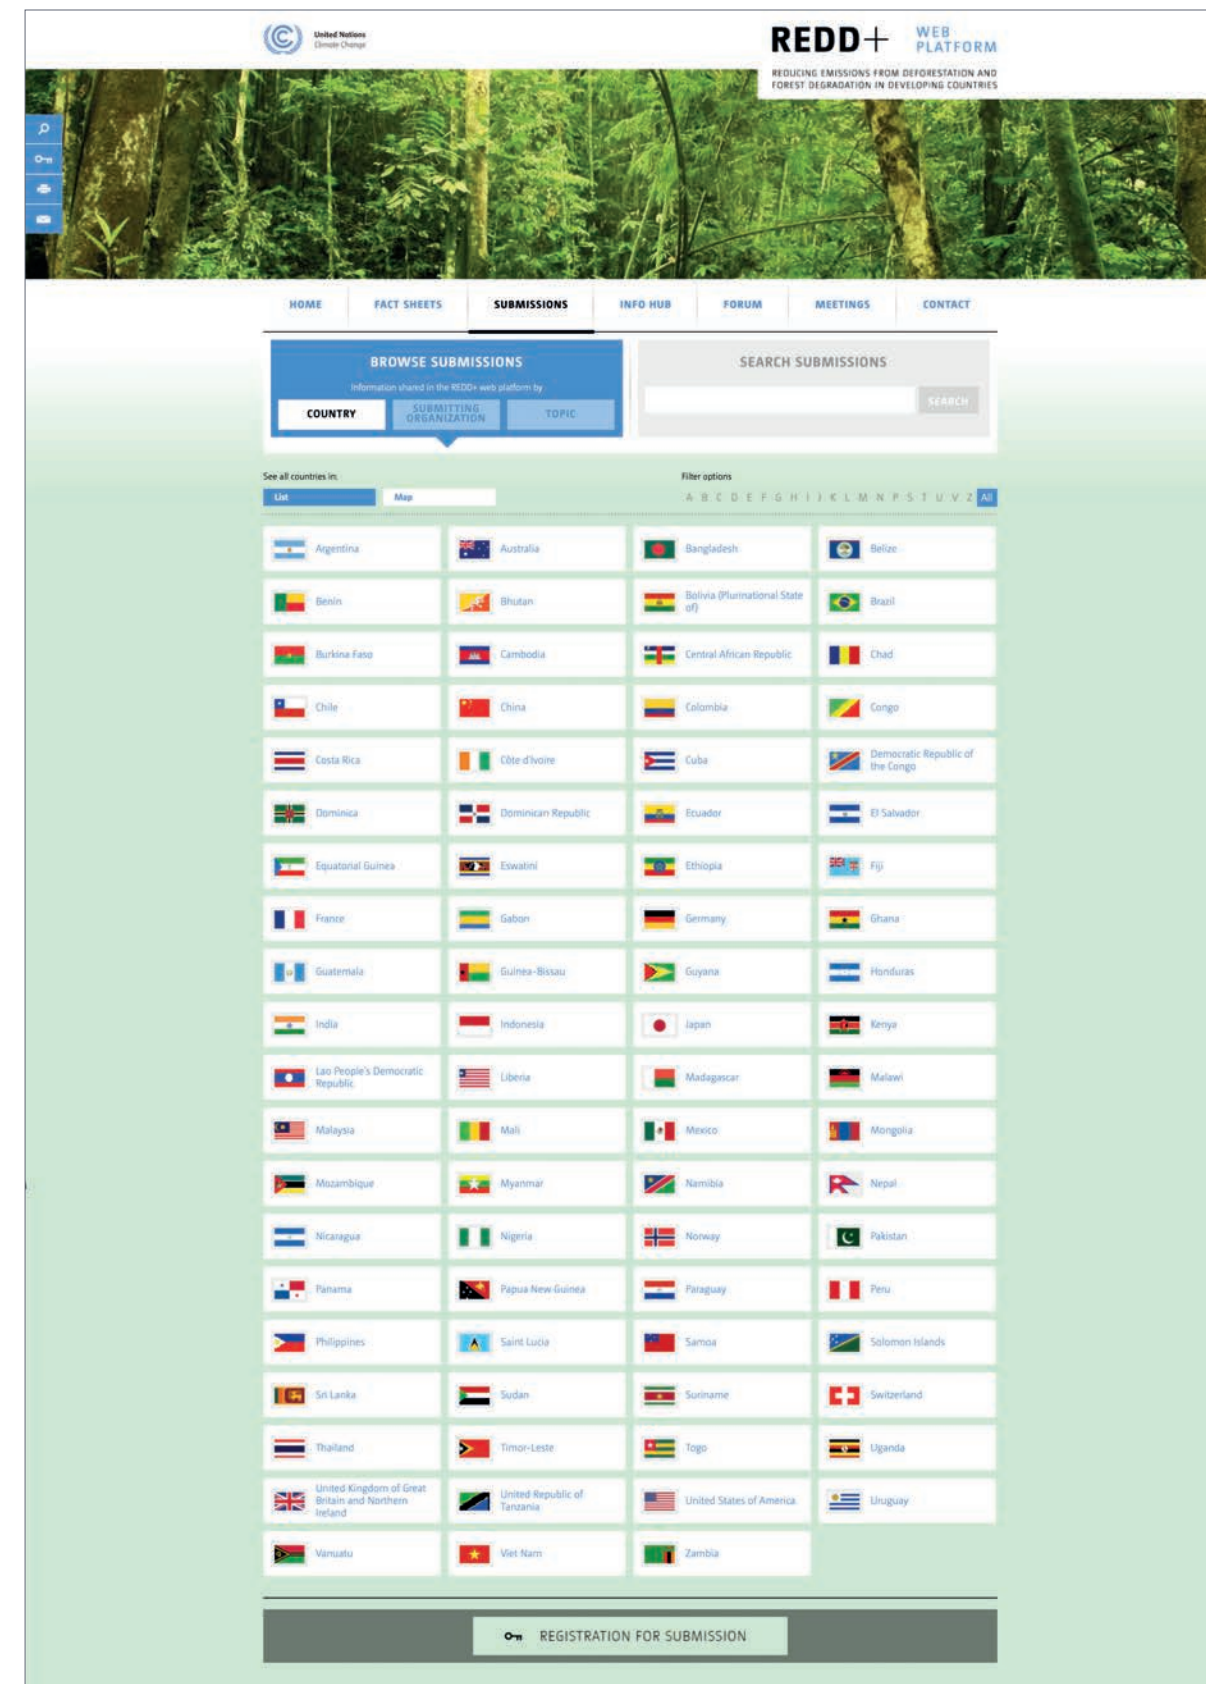 United Nations
Climate Change
REDD+
WEB
PLATFORM
REDUCING EMISSIONS FROM DEFORESTATION AND
FOREST DEGRADATION IN DEVELOPING COUNTRIES
HOME FACT SHEETS SUBMISSIONS INFO HUB FORUM MEETINGS CONTACT
BROWSE SUBMISSIONS
Information shared in the REDD+ web platform by
COUNTRY
SUBMITTING
ORGANIZATION
TOPIC
SEARCH SUBMISSIONS
SEARCH
See all countries in:
List Map
Filter options
A B C D E F G H I J K L M N P S T U V Z All
Argentina Australia Bangladesh Belize
Benin Bhutan Bolivia (Plurinational State
of) Brazil
Burkina Faso Cambodia Central African Republic Chad
Chile China Colombia Congo
Costa Rica Côte d'Ivoire Cuba Democratic Republic of
the Congo
Dominica Dominican Republic Ecuador El Salvador
Equatorial Guinea Eswatini Ethiopia Fiji
France Gabon Germany Ghana
Guatemala Guinea-Bissau Guyana Honduras
India Indonesia Japan Kenya
Lao People's Democratic
Republic Liberia Madagascar Malawi
Malaysia Mali Mexico Mongolia
Mozambique Myanmar Namibia Nepal
Nicaragua Nigeria Norway Pakistan
Panama Papua New Guinea Paraguay Peru
Philippines Saint Lucia Samoa Solomon Islands
Sri Lanka Sudan Suriname Switzerland
Thailand Timor-Leste Togo Uganda
United Kingdom of Great
Britain and Northern
Ireland
United Republic of
Tanzania
United States of America Uruguay
Vanuatu Viet Nam Zambia
REGISTRATION FOR SUBMISSION